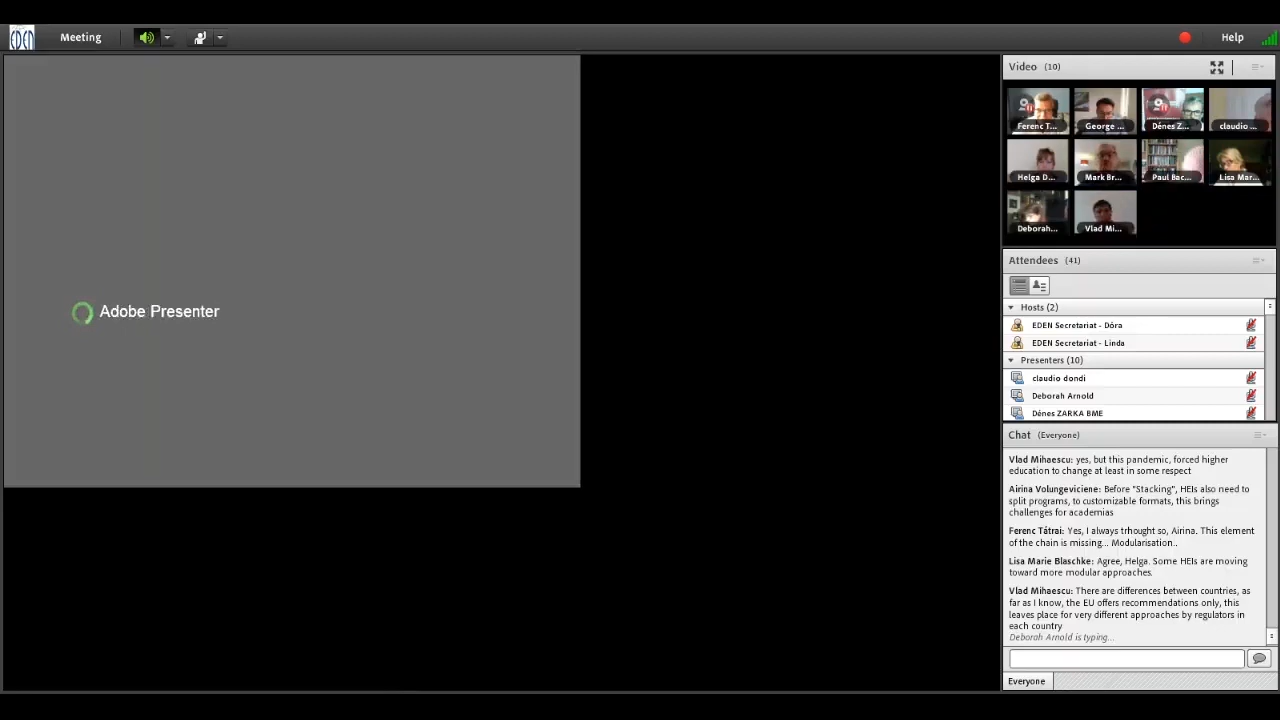 EDEN
Meeting
Help
Adobe Presenter
Video (10)
Ferenc T...
George ...
Dénes Z...
claudio ...
Helga D...
Mark Br...
Paul Bac...
Lisa Mar...
Deborah...
Vlad Mi...
Attendees (41)
Hosts (2)
EDEN Secretariat - Dóra
EDEN Secretariat - Linda
Presenters (10)
claudio dondi
Deborah Arnold
Dénes ZARKA BME
Chat (Everyone)
Vlad Mihaescu: yes, but this pandemic, forced higher
education to change at least in some respect
Airina Volungeviciene: Before "Stacking", HEIs also need to
split programs, to customizable formats, this brings
challenges for academias
Ferenc Tátrai: Yes, I always trhought so, Airina. This element
of the chain is missing... Modularisation..
Lisa Marie Blaschke: Agree, Helga. Some HEIs are moving
toward more modular approaches.
Vlad Mihaescu: There are differences between countries, as
far as I know, the EU offers recommendations only, this
leaves place for very different approaches by regulators in
each country
Deborah Arnold is typing...
Everyone